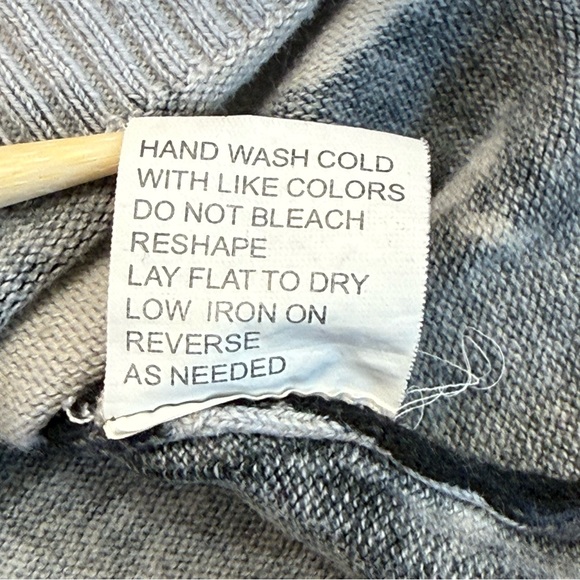 HAND WASH COLD
WITH LIKE COLORS
DO NOT BLEACH
RESHAPE
LAY FLAT TO DRY
LOW IRON ON
REVERSE
AS NEEDED